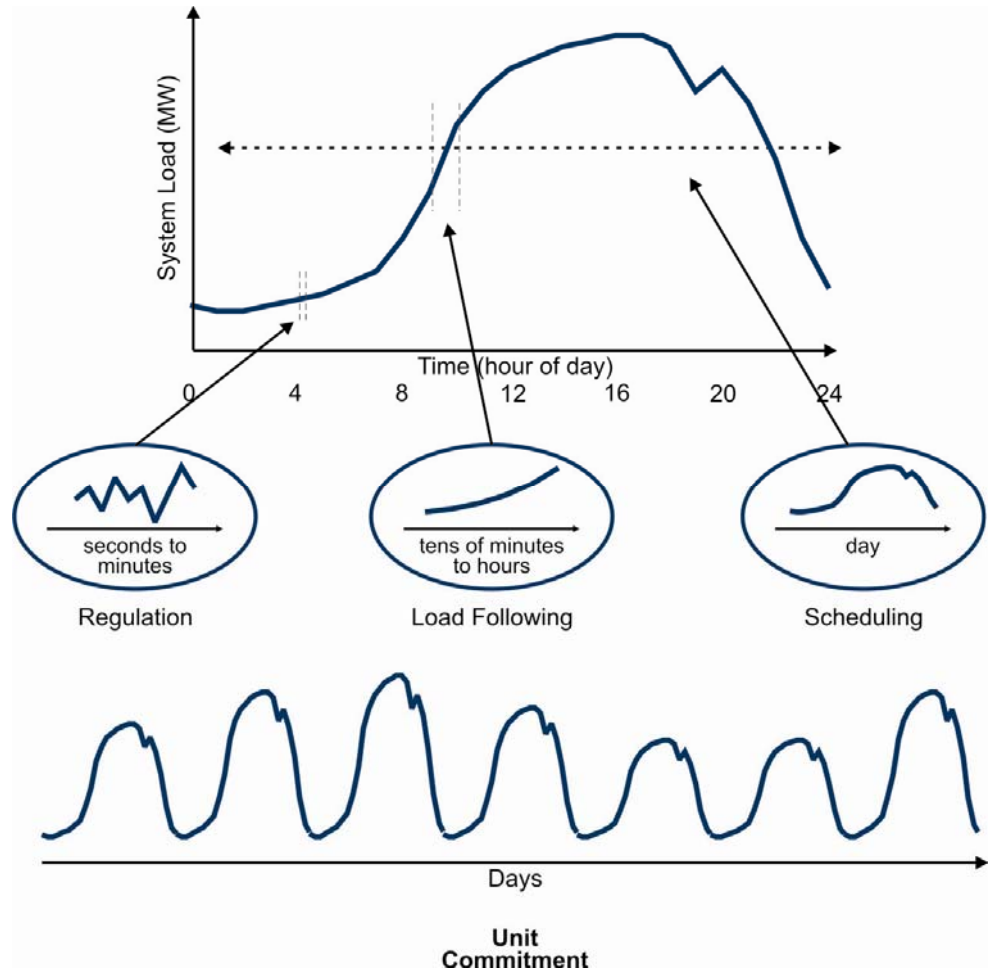 System Load (MW)
Time (hour of day)
0 4 8 12 16 20 24
seconds to
minutes
tens of minutes
to hours
day
Regulation
Load Following
Scheduling
Days
Unit
Commitment